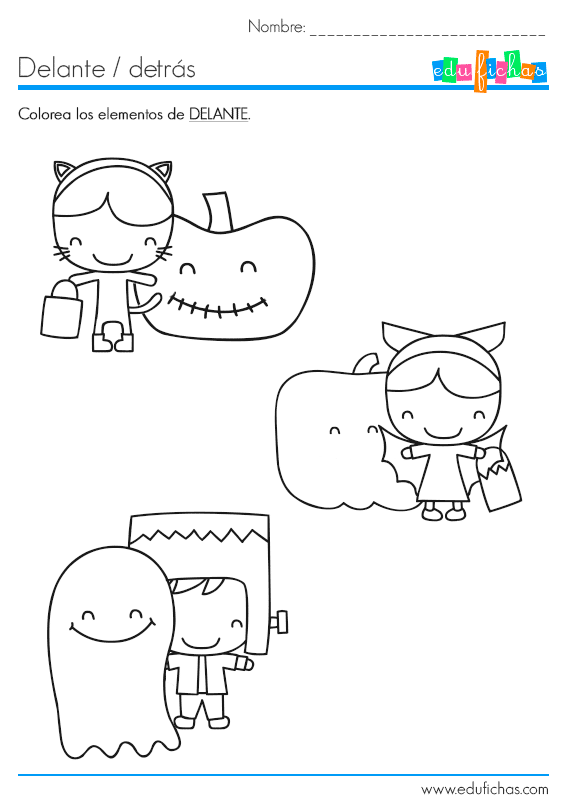 Nombre: ___________________________
Delante / detrás
edufichas
Colorea los elementos de DELANTE.
www.edufichas.com